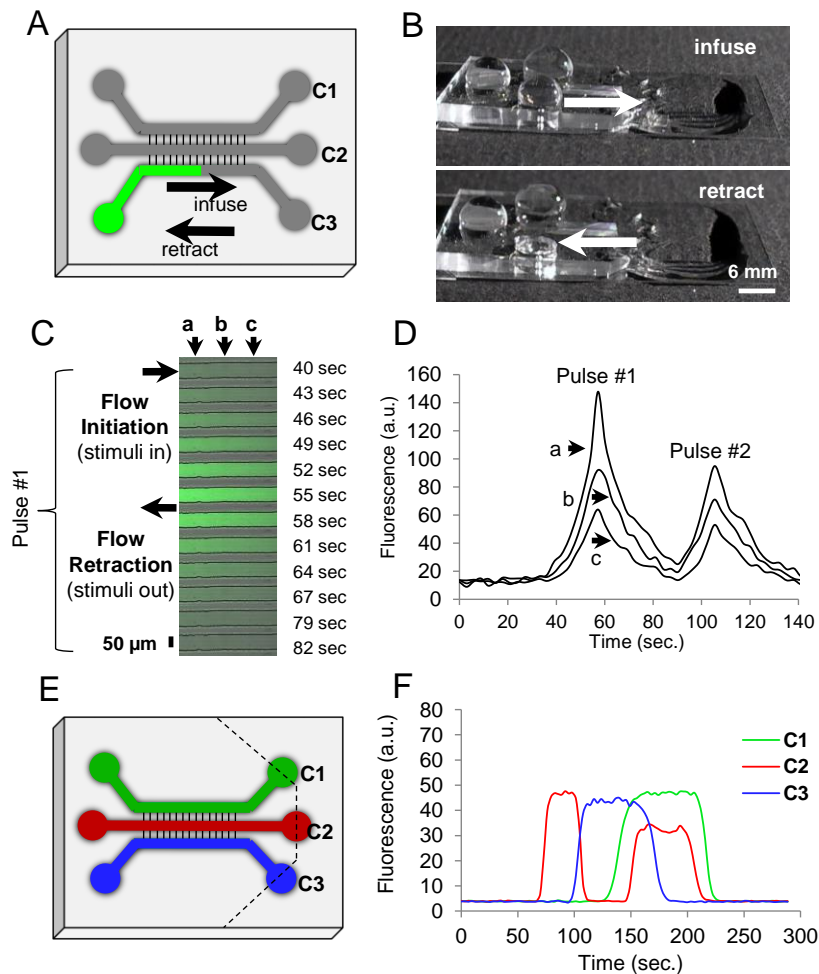 A
C1
C2
C3
infuse
retract
B
infuse
retract
6 mm
C
a b c
Pulse #1
Flow
Initiation
(stimuli in)
Flow
Retraction
(stimuli out)
50 µm
40 sec
43 sec
46 sec
49 sec
52 sec
55 sec
58 sec
61 sec
64 sec
67 sec
79 sec
82 sec
D
Fluorescence (a.u.)
160
140
120
100
80
60
40
20
0
Pulse #1
Pulse #2
a
b
c
0 20 40 60 80 100 120 140
Time (sec.)
E
C1
C2
C3
F
Fluorescence (a.u.)
80
70
60
50
40
30
20
10
0
C1
C2
C3
0 50 100 150 200 250 300
Time (sec.)